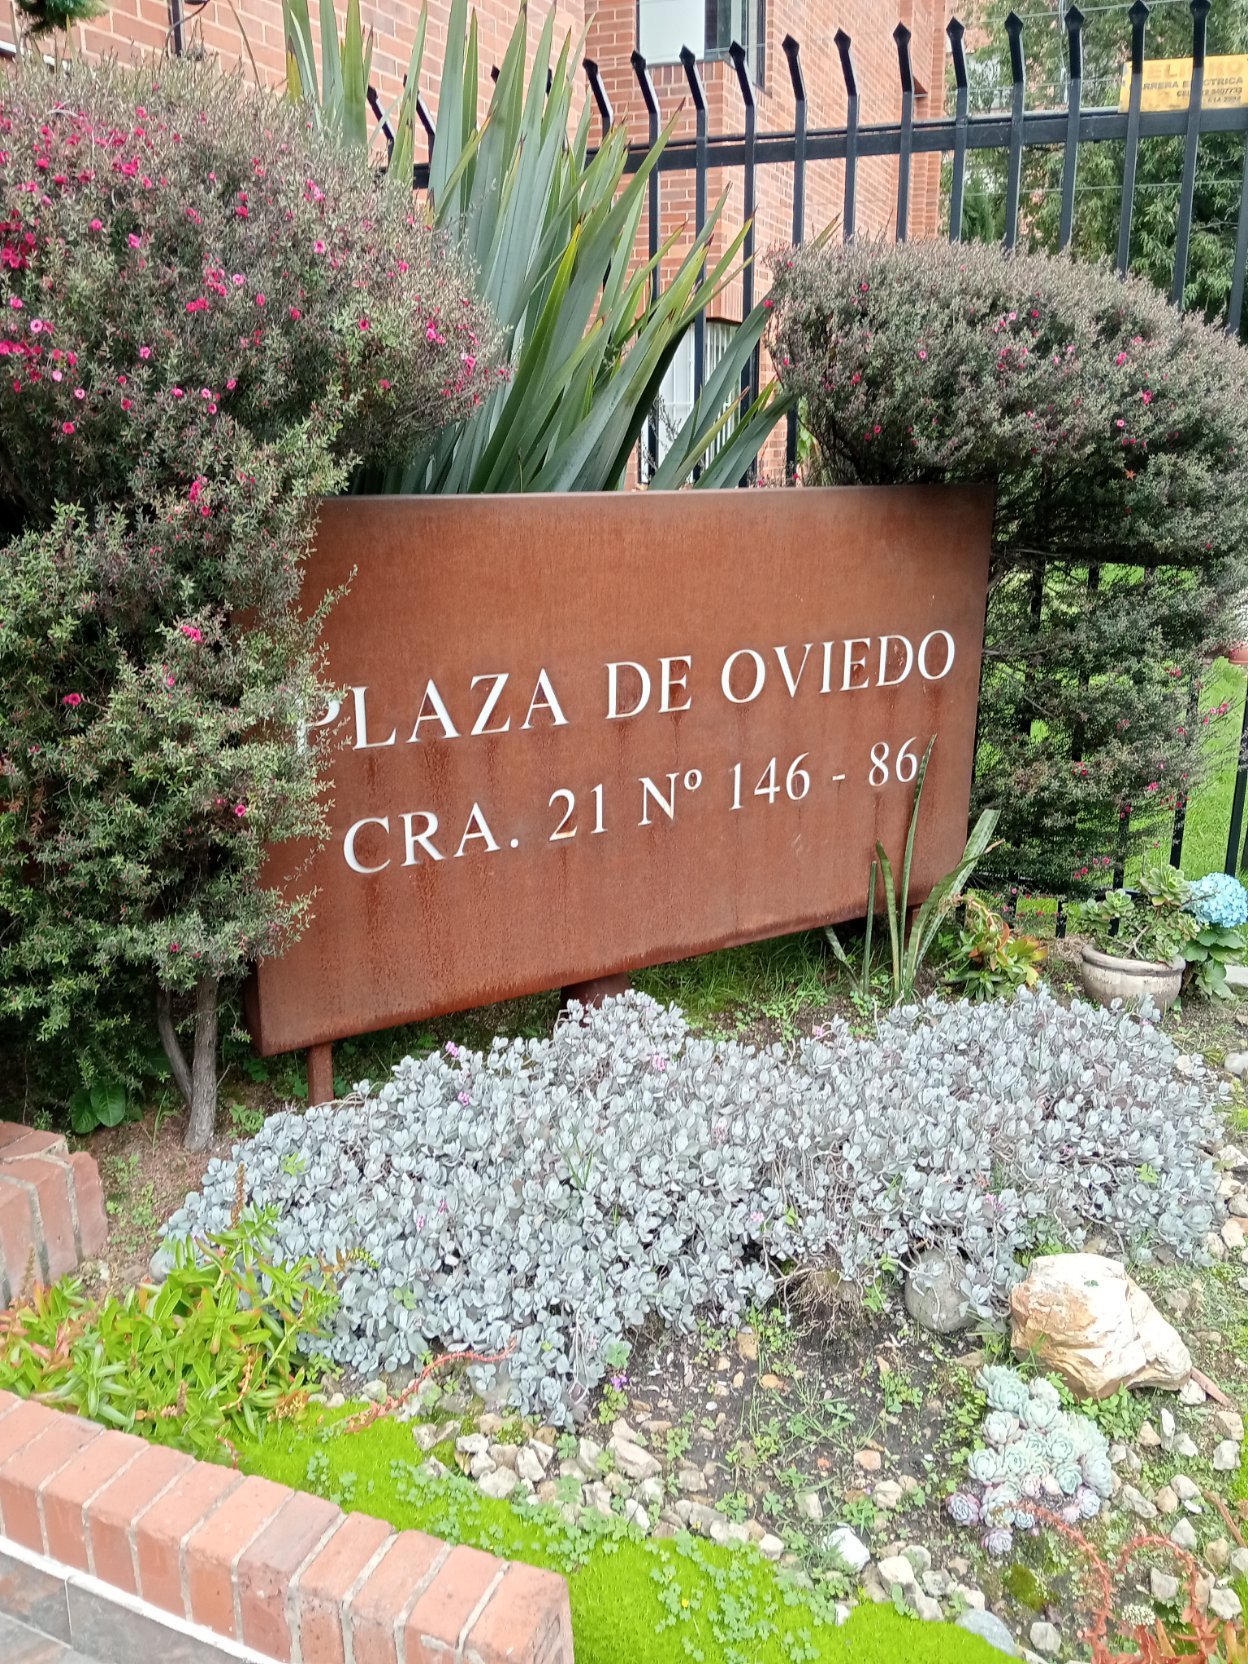 PLAZA DE OVIEDO
CRA. 21 Nº 146 - 86